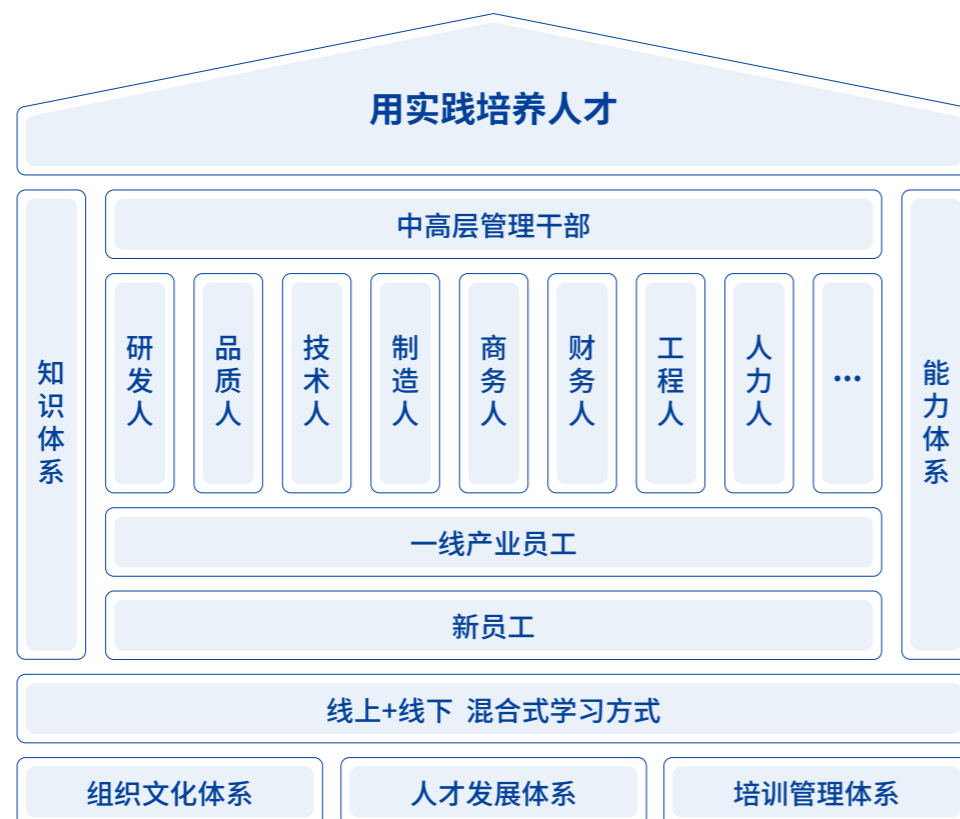 用实践培养人才
知识体系
中高层管理干部
研发人
品质人
技术人
制造人
商务人
财务人
工程人
人力人
...
能力体系
一线产业员工
新员工
线上+线下 混合式学习方式
组织文化体系
人才发展体系
培训管理体系